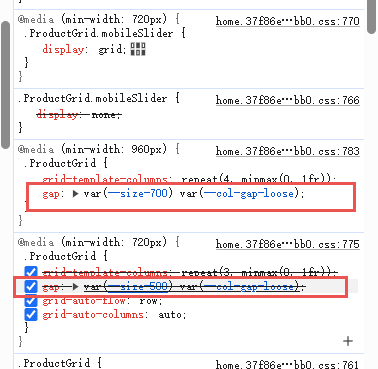 @media (min-width: 720px) { home.37f86e…bb0.css:770
.ProductGrid.mobileSlider {
display: grid;
}
}
.ProductGrid.mobileSlider { home.37f86e…bb0.css:766
display: none;
}
@media (min-width: 960px) { home.37f86e…bb0.css:783
.ProductGrid {
grid-template-columns: repeat(4, minmax(0, 1fr));
gap: ▶ var(--size-700) var(--col-gap-loose);
}
@media (min-width: 720px) { home.37f86e…bb0.css:775
.ProductGrid {
grid-template-columns: repeat(3, minmax(0, 1fr));
gap: ▶ var(--size-500) var(--col-gap-loose);
grid-auto-flow: row;
grid-auto-columns: auto;
}
}
.ProductGrid { home.37f86e…bb0.css:761